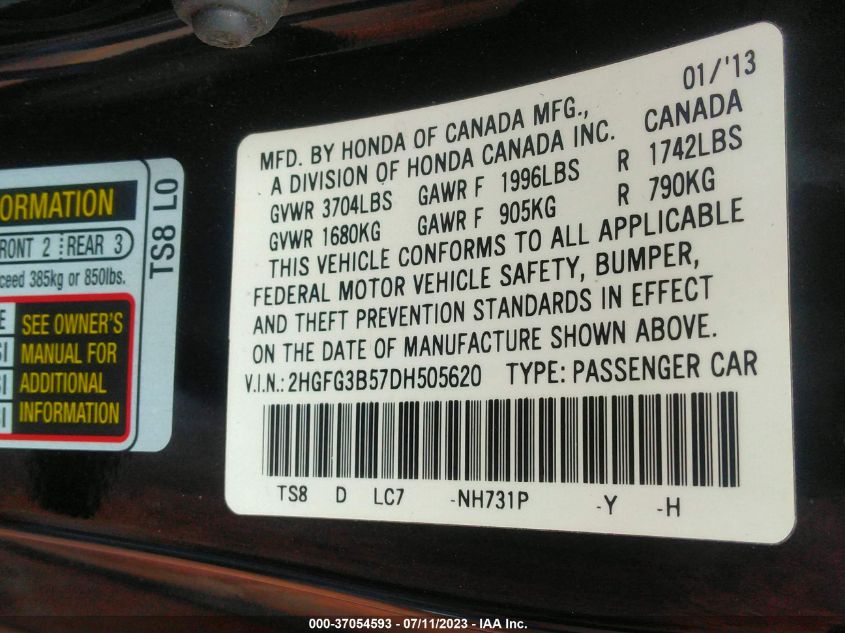 01/'13
MFD. BY HONDA OF CANADA MFG.,
A DIVISION OF HONDA CANADA INC. CANADA
GVWR 3704LBS GAWR F 1996LBS R 1742LBS
GVWR 1680KG GAWR F 905KG R 790KG
THIS VEHICLE CONFORMS TO ALL APPLICABLE
FEDERAL MOTOR VEHICLE SAFETY, BUMPER,
AND THEFT PREVENTION STANDARDS IN EFFECT
ON THE DATE OF MANUFACTURE SHOWN ABOVE.
V.I.N.: 2HGFG3B57DH505620 TYPE: PASSENGER CAR
TS8 D LC7 -NH731P -Y -H
ORMATION
RONT 2 REAR 3
ceed 385kg or 850lbs.
E
SI
SI
SI
SEE OWNER'S
MANUAL FOR
ADDITIONAL
INFORMATION
TS8 L0
000-37054593 - 07/11/2023 - IAA Inc.